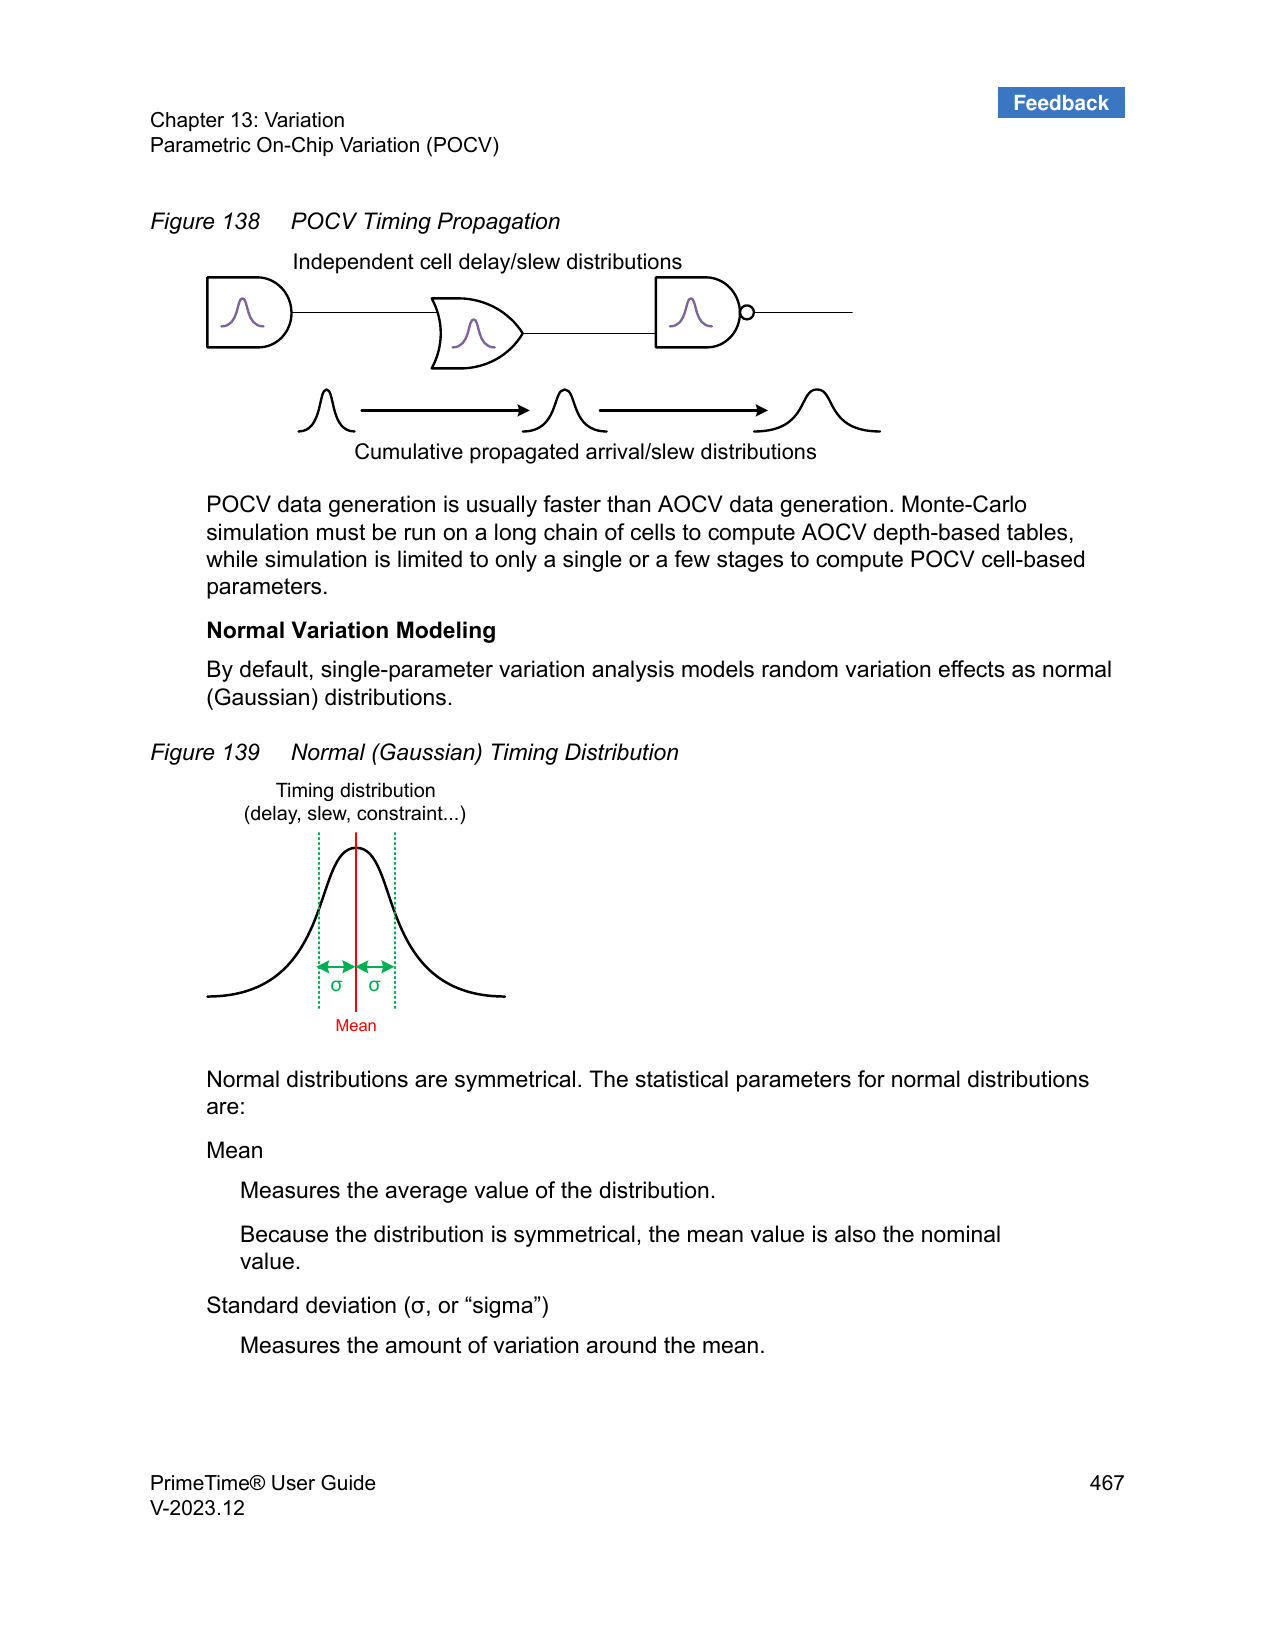 Feedback
Chapter 13: Variation
Parametric On-Chip Variation (POCV)
Figure 138 POCV Timing Propagation
Independent cell delay/slew distributions
Cumulative propagated arrival/slew distributions
POCV data generation is usually faster than AOCV data generation. Monte-Carlo
simulation must be run on a long chain of cells to compute AOCV depth-based tables,
while simulation is limited to only a single or a few stages to compute POCV cell-based
parameters.
Normal Variation Modeling
By default, single-parameter variation analysis models random variation effects as normal
(Gaussian) distributions.
Figure 139 Normal (Gaussian) Timing Distribution
Timing distribution
(delay, slew, constraint...)
σ σ
Mean
Normal distributions are symmetrical. The statistical parameters for normal distributions
are:
Mean
Measures the average value of the distribution.
Because the distribution is symmetrical, the mean value is also the nominal
value.
Standard deviation (σ, or “sigma”)
Measures the amount of variation around the mean.
PrimeTime® User Guide 467
V-2023.12